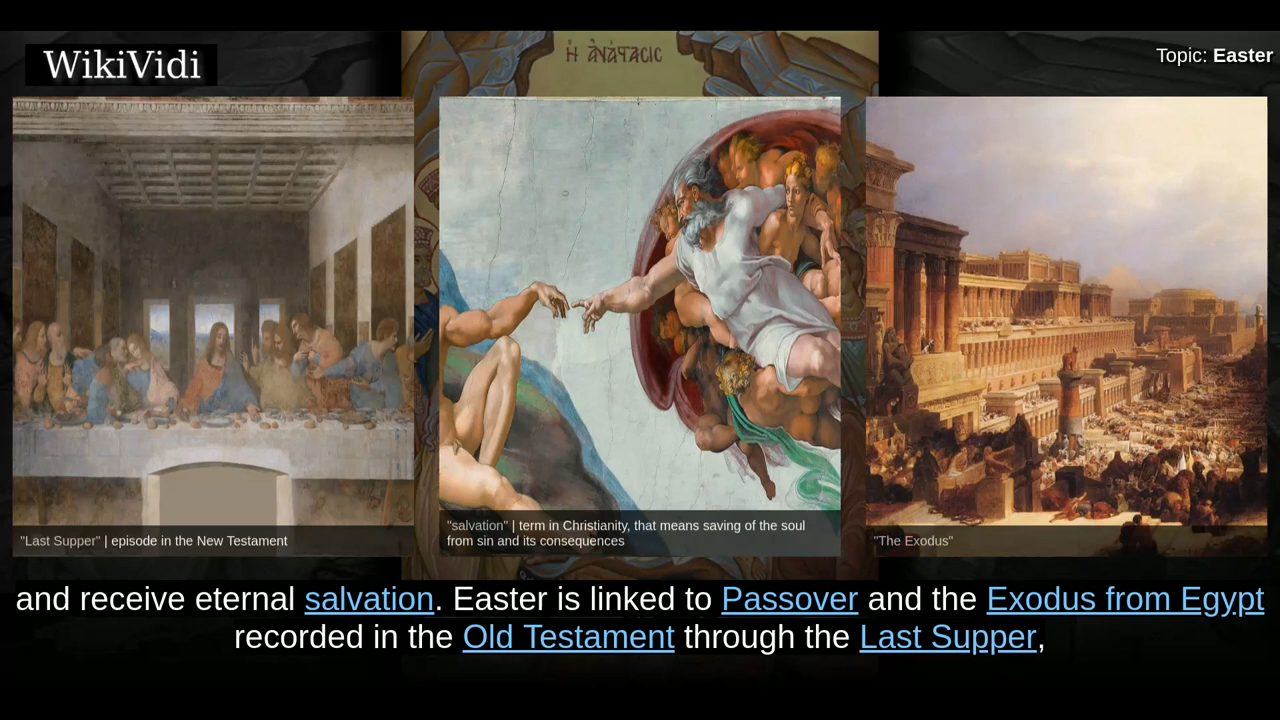 WikiVidi
Topic: Easter
Η ἈΝΆϹΤΑϹΙϹ
"Last Supper" | episode in the New Testament
"salvation" | term in Christianity, that means saving of the soul
from sin and its consequences
"The Exodus"
and receive eternal salvation. Easter is linked to Passover and the Exodus from Egypt
recorded in the Old Testament through the Last Supper,